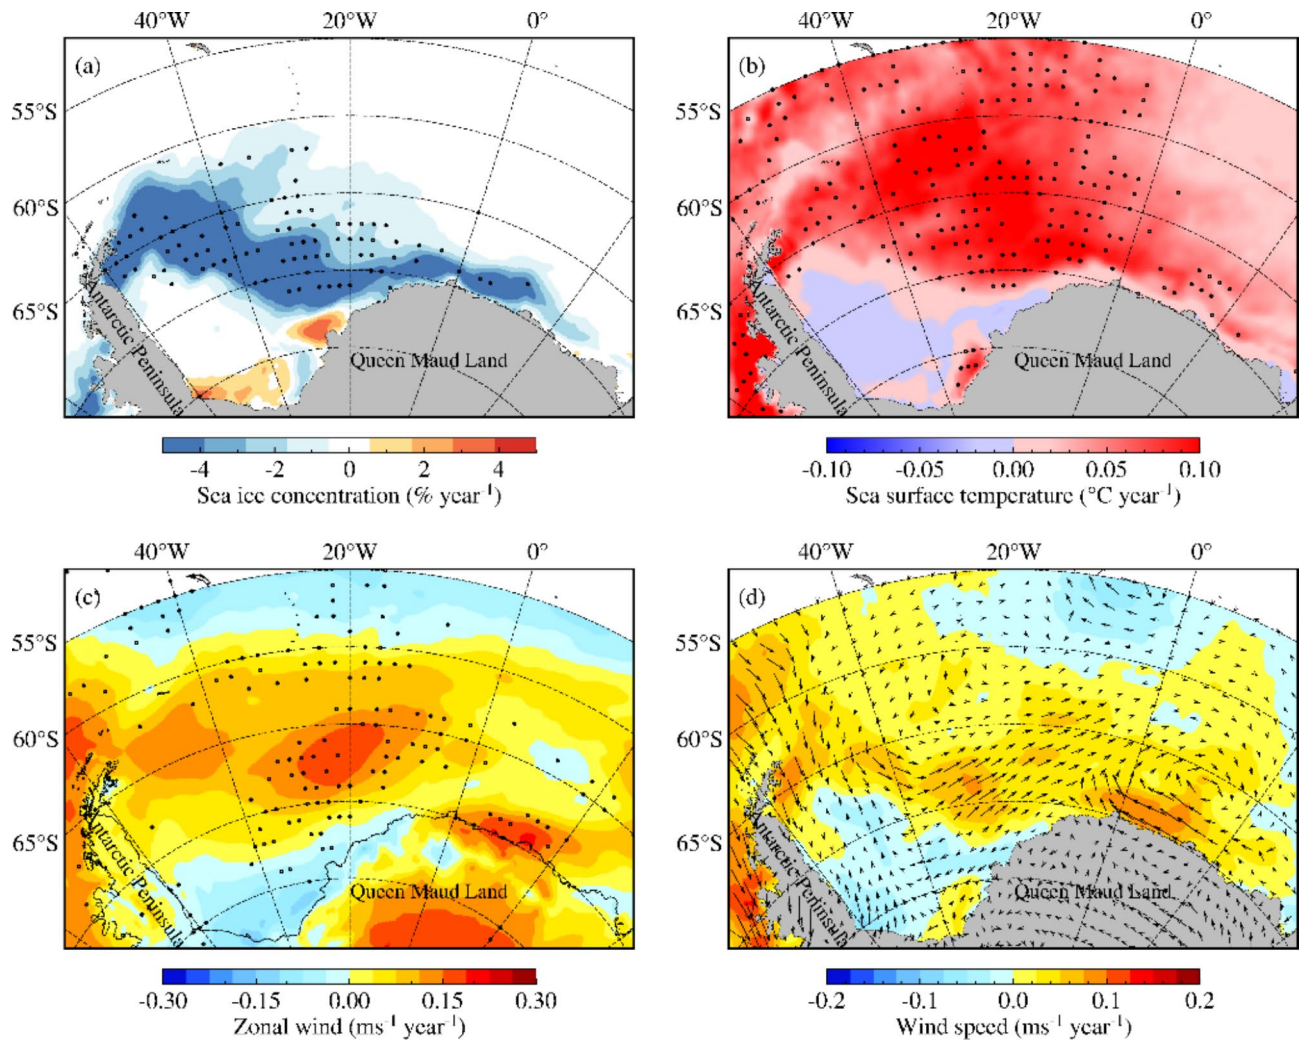 40°W 20°W 0° 40°W 20°W 0°
(a) (b)
55°S 55°S
60°S 60°S
65°S 65°S
Antarctic Peninsula Queen Maud Land Antarctic Peninsula Queen Maud Land
-4 -2 0 2 4 -0.10 -0.05 0.00 0.05 0.10
Sea ice concentration (% year⁻¹) Sea surface temperature (°C year⁻¹)
40°W 20°W 0° 40°W 20°W 0°
(c) (d)
55°S 55°S
60°S 60°S
65°S 65°S
Antarctic Peninsula Queen Maud Land Antarctic Peninsula Queen Maud Land
-0.30 -0.15 0.00 0.15 0.30 -0.2 -0.1 0.0 0.1 0.2
Zonal wind (ms⁻¹ year⁻¹) Wind speed (ms⁻¹ year⁻¹)